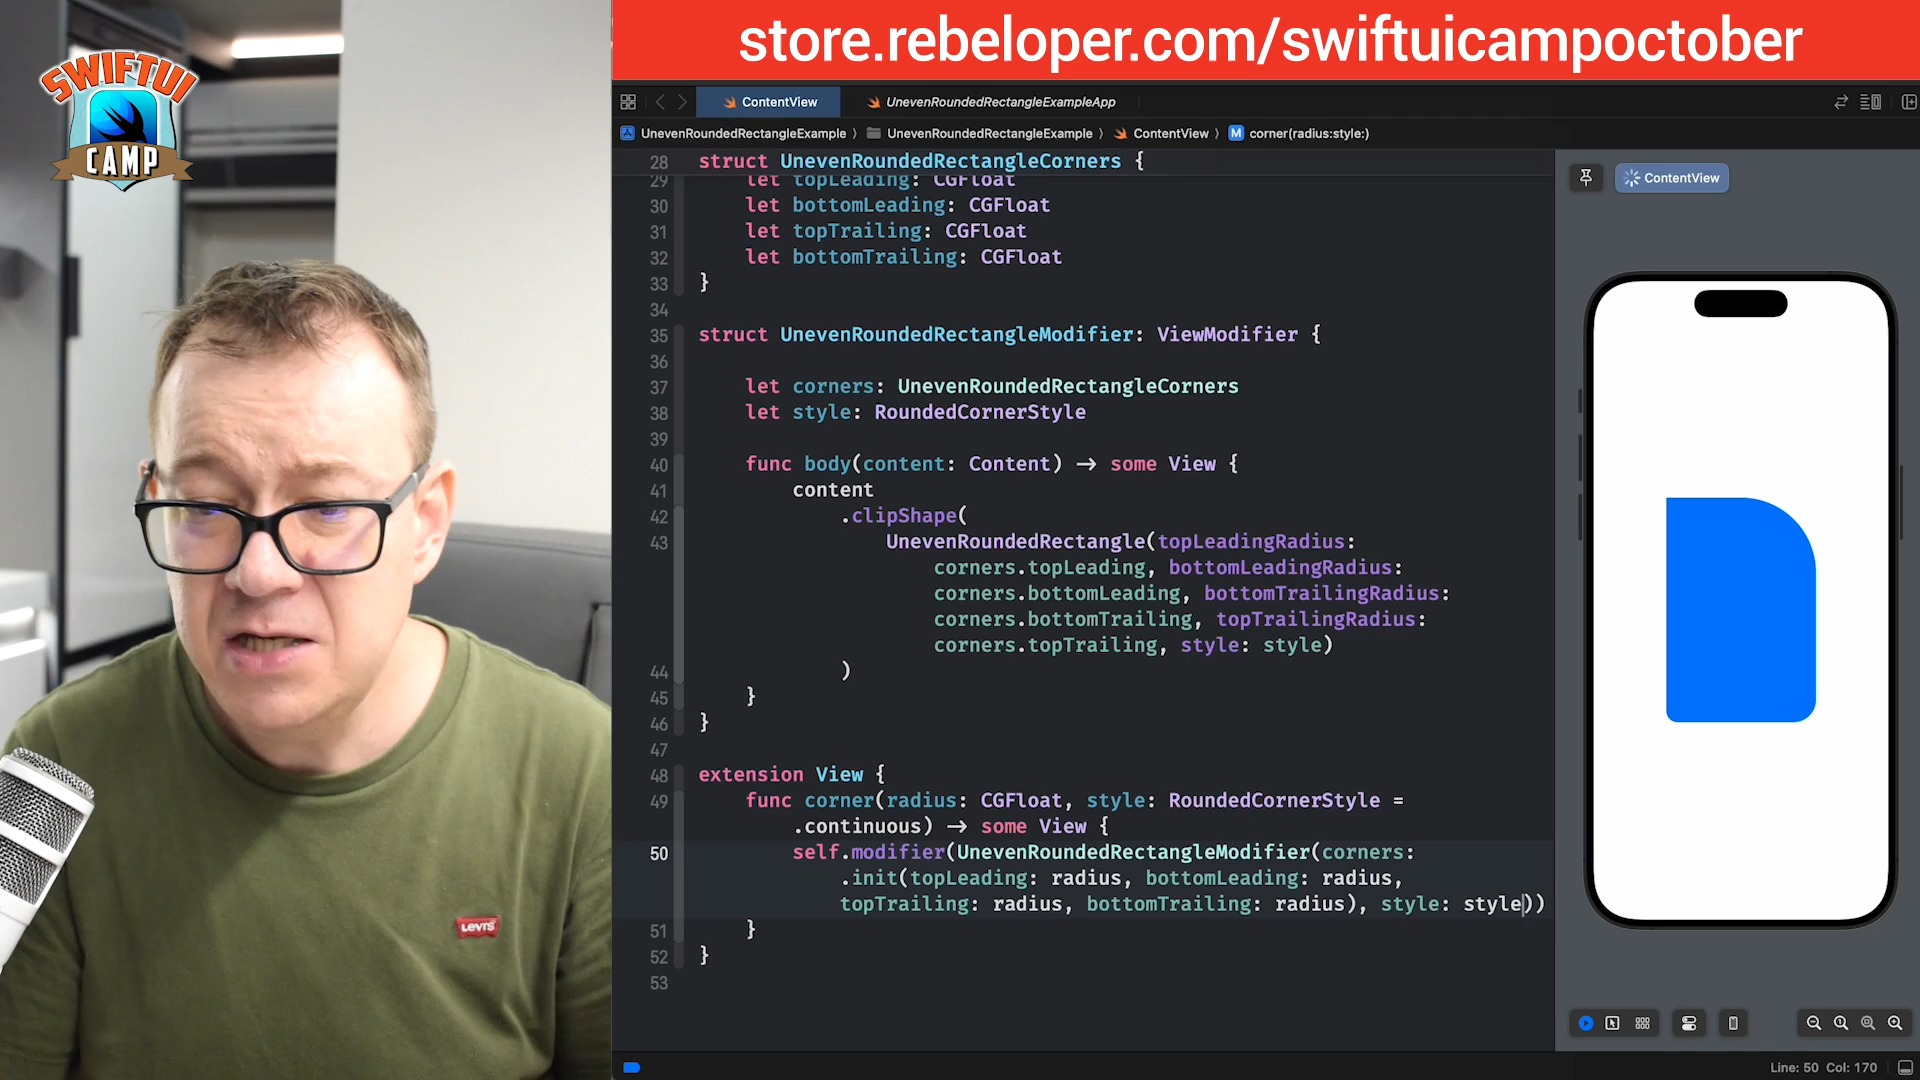 store.rebeloper.com/swiftuicampoctober
SWIFTUI
CAMP
ContentView
UnevenRoundedRectangleExampleApp
UnevenRoundedRectangleExample
UnevenRoundedRectangleExample
ContentView
M
corner(radius:style:)
28 struct UnevenRoundedRectangleCorners {
29 let topLeading: CGFloat
30 let bottomLeading: CGFloat
31 let topTrailing: CGFloat
32 let bottomTrailing: CGFloat
33 }
34
35 struct UnevenRoundedRectangleModifier: ViewModifier {
36
37 let corners: UnevenRoundedRectangleCorners
38 let style: RoundedCornerStyle
39
40 func body(content: Content) -> some View {
41 content
42 .clipShape(
43 UnevenRoundedRectangle(topLeadingRadius:
corners.topLeading, bottomLeadingRadius:
corners.bottomLeading, bottomTrailingRadius:
corners.bottomTrailing, topTrailingRadius:
corners.topTrailing, style: style)
44 )
45 }
46 }
47
48 extension View {
49 func corner(radius: CGFloat, style: RoundedCornerStyle =
.continuous) -> some View {
50 self.modifier(UnevenRoundedRectangleModifier(corners:
.init(topLeading: radius, bottomLeading: radius,
topTrailing: radius, bottomTrailing: radius), style: style))
51 }
52 }
53
ContentView
Levi's
Line: 50 Col: 170